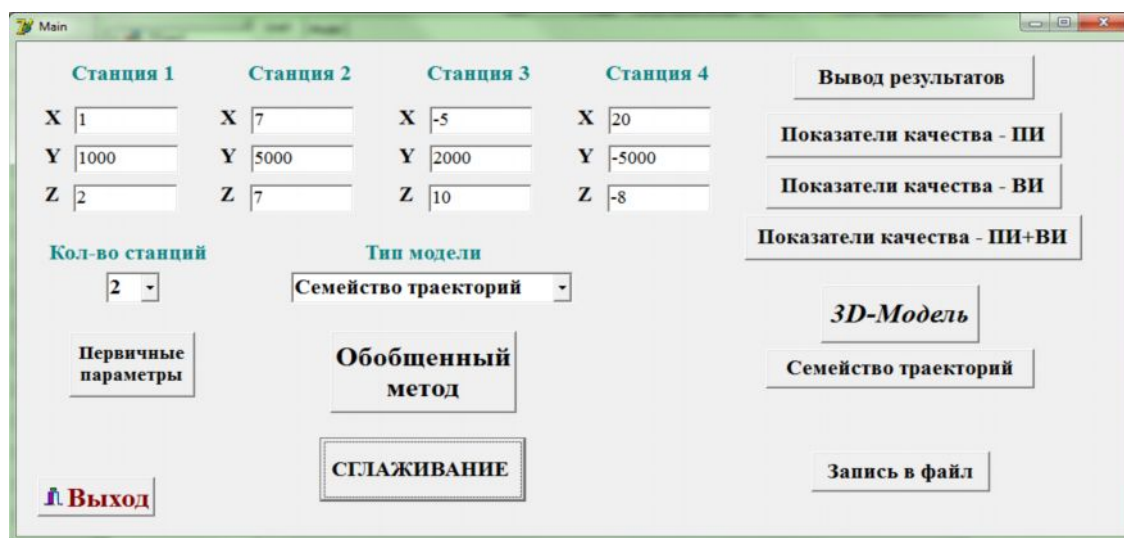 Main
Станция 1 Станция 2 Станция 3 Станция 4
X 1 X 7 X -5 X 20
Y 1000 Y 5000 Y 2000 Y -5000
Z 2 Z 7 Z 10 Z -8
Кол-во станций Тип модели
2 Семейство траекторий
Первичные
параметры
Обобщенный
метод
СГЛАЖИВАНИЕ
Выход
Вывод результатов
Показатели качества - ПИ
Показатели качества - ВИ
Показатели качества - ПИ+ВИ
3D-Модель
Семейство траекторий
Запись в файл